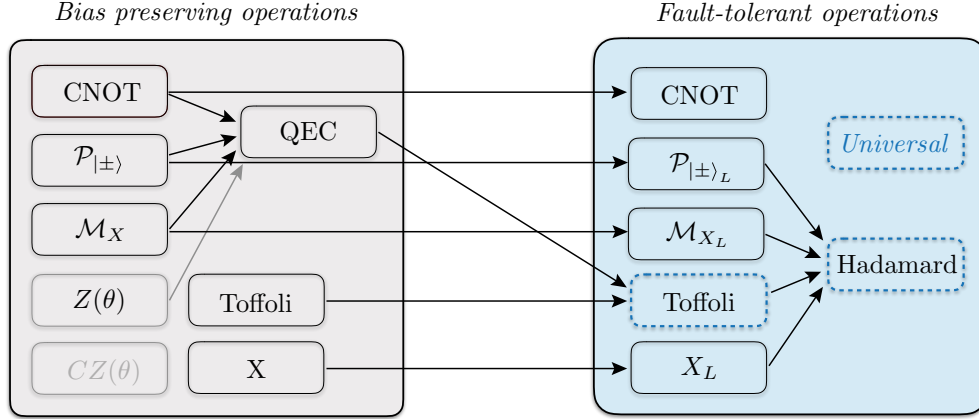 Bias preserving operations
CNOT
QEC
𝒫|±⟩
ℳX
Z(θ)
Toffoli
CZ(θ)
X
Fault-tolerant operations
CNOT
Universal
𝒫|±⟩L
ℳXL
Hadamard
Toffoli
XL